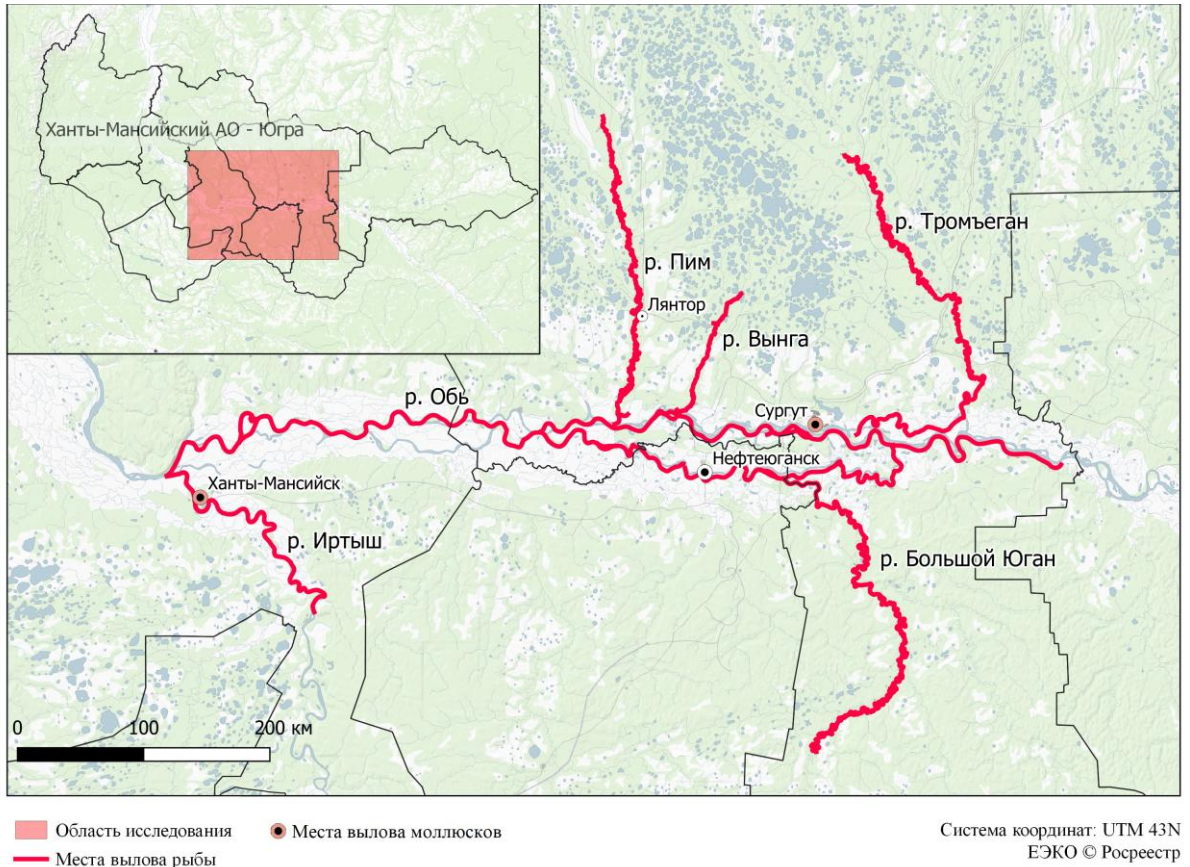 Ханты-Мансийский АО - Югра
р. Тромъеган
р. Пим
Лянтор
р. Вынга
р. Обь
Сургут
Нефтеюганск
Ханты-Мансийск
р. Иртыш
р. Большой Юган
0 100 200 км
Область исследования
Места вылова моллюсков
Места вылова рыбы
Система координат: UTM 43N
ЕЭКО © Росреестр